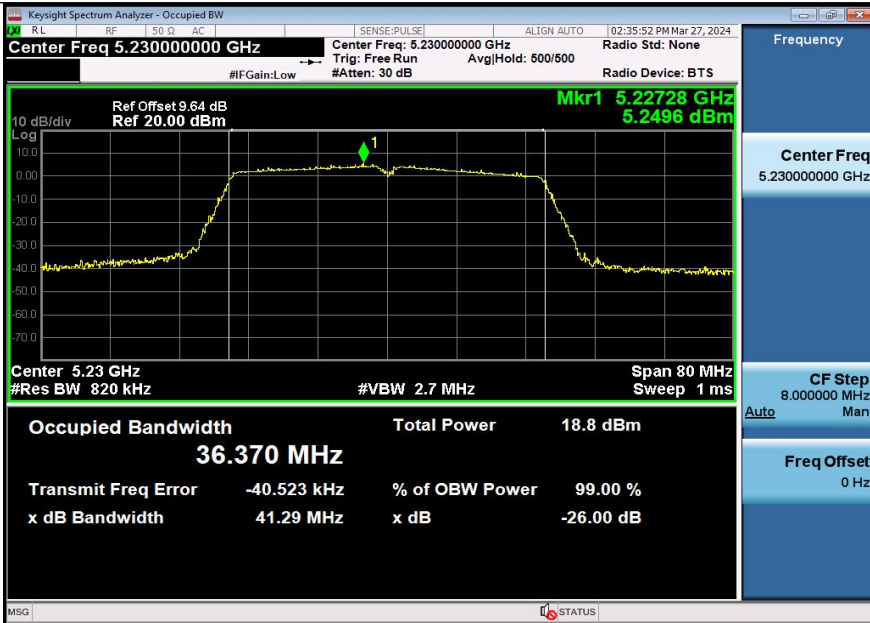 Keysight Spectrum Analyzer - Occupied BW
LXI RL RF 50 Ω AC SENSE:PULSE ALIGN AUTO 02:35:52 PM Mar 27, 2024
Center Freq 5.230000000 GHz Center Freq: 5.230000000 GHz Radio Std: None
Trig: Free Run Avg|Hold: 500/500
#IFGain:Low #Atten: 30 dB Radio Device: BTS
Frequency
Ref Offset 9.64 dB Mkr1 5.22728 GHz
10 dB/div Ref 20.00 dBm 5.2496 dBm
Log
1
10.0
0.00
-10.0
-20.0
-30.0
-40.0
-50.0
-60.0
-70.0
Center 5.23 GHz Span 80 MHz
#Res BW 820 kHz #VBW 2.7 MHz Sweep 1 ms
Center Freq
5.230000000 GHz
CF Step
8.000000 MHz
Auto Man
Freq Offset
0 Hz
Occupied Bandwidth Total Power 18.8 dBm
36.370 MHz
Transmit Freq Error -40.523 kHz % of OBW Power 99.00 %
x dB Bandwidth 41.29 MHz x dB -26.00 dB
MSG STATUS